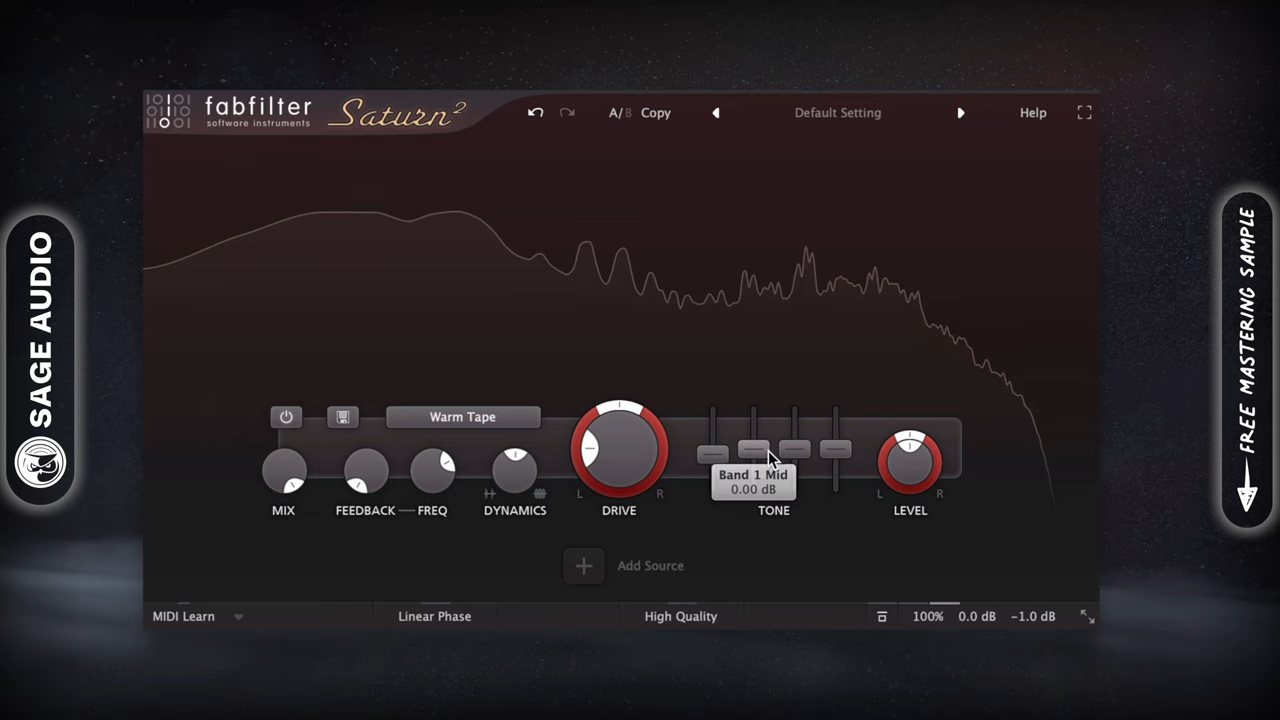 SAGE AUDIO
fabfilter
software instruments
Saturn 2
A/B Copy
Default Setting
Help
Warm Tape
Band 1 Mid
0.00 dB
L R
L R
MIX
FEEDBACK
FREQ
DYNAMICS
DRIVE
TONE
LEVEL
+ Add Source
MIDI Learn
Linear Phase
High Quality
100%
0.0 dB
−1.0 dB
FREE MASTERING SAMPLE